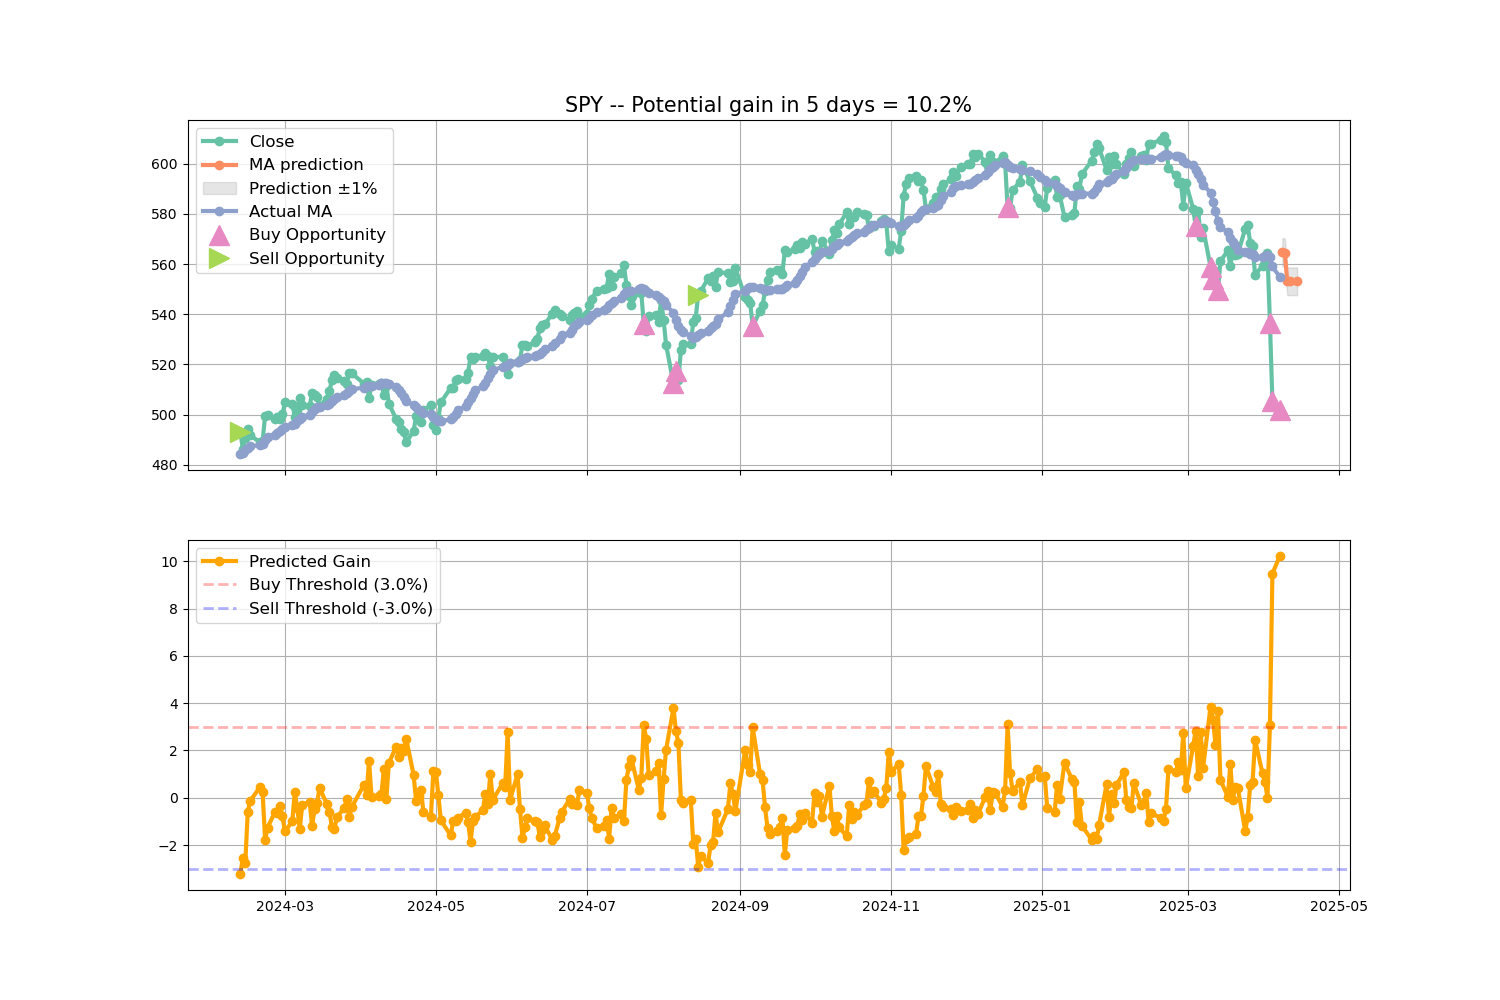 SPY -- Potential gain in 5 days = 10.2%
Close
MA prediction
Prediction ±1%
Actual MA
Buy Opportunity
Sell Opportunity
600
580
560
540
520
500
480
Predicted Gain
Buy Threshold (3.0%)
Sell Threshold (-3.0%)
10
8
6
4
2
0
−2
2024-03 2024-05 2024-07 2024-09 2024-11 2025-01 2025-03 2025-05